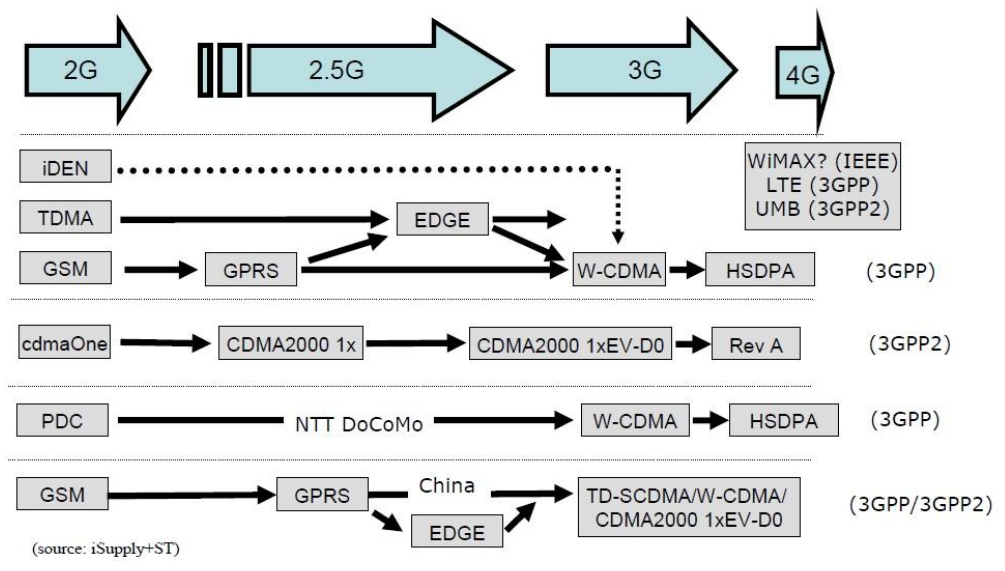 2G
2.5G
3G
4G
iDEN
WiMAX? (IEEE)
LTE (3GPP)
UMB (3GPP2)
TDMA
EDGE
GSM
GPRS
W-CDMA
HSDPA
(3GPP)
cdmaOne
CDMA2000 1x
CDMA2000 1xEV-D0
Rev A
(3GPP2)
PDC
NTT DoCoMo
W-CDMA
HSDPA
(3GPP)
GSM
GPRS
China
EDGE
TD-SCDMA/W-CDMA/
CDMA2000 1xEV-D0
(3GPP/3GPP2)
(source: iSupply+ST)